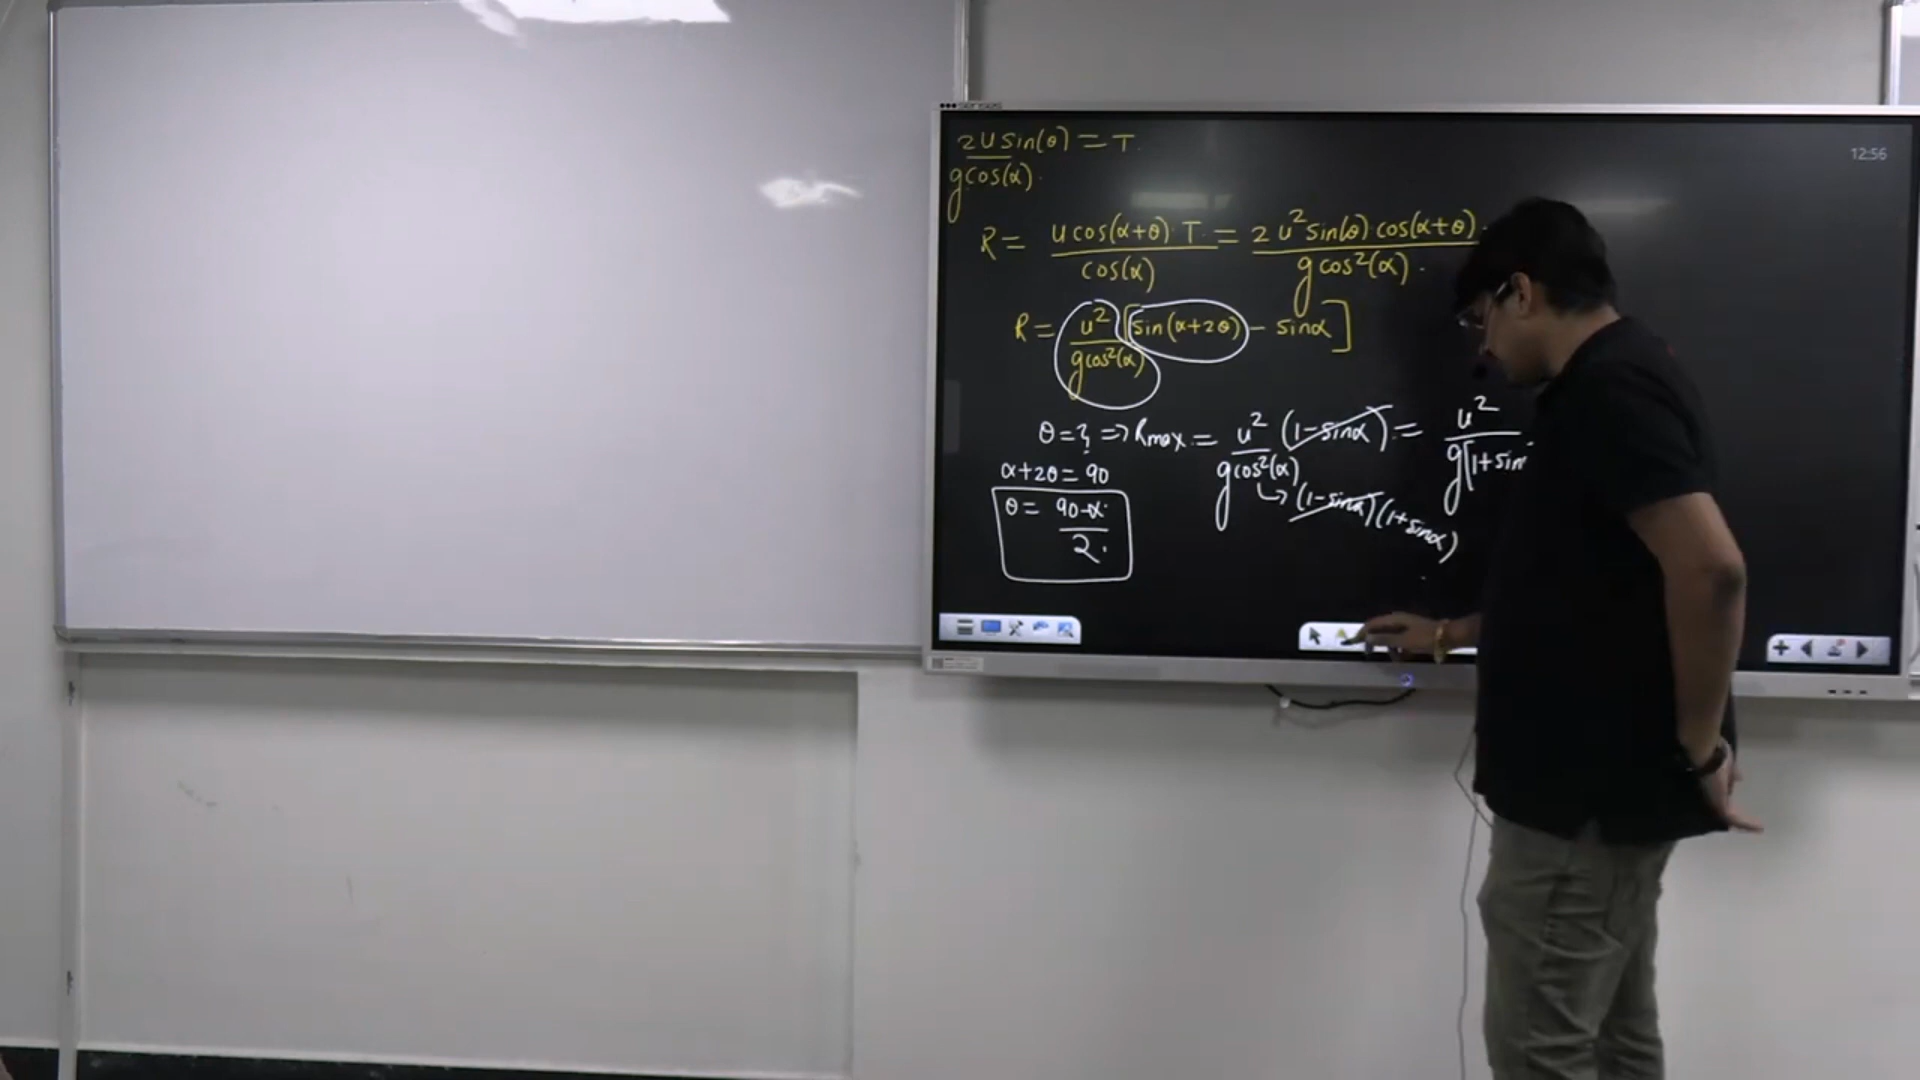 12:56
2u sin(θ) = T
g cos(α).
R = u cos(α+θ) · T / cos(α) = 2u² sin(θ) cos(α+θ) / g cos²(α).
R = u² / g cos²(α) [sin(α+2θ) - sinα]
θ = ? => Rmax = u² / g cos²(α) (1-sinα) = u² / g[1+sin
↳ (1-sinα)(1+sinα)
α+2θ = 90
θ = 90-α / 2